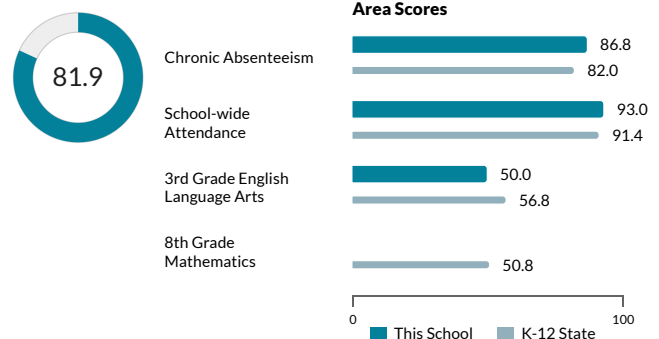 Area Scores
81.9
Chronic Absenteeism
86.8
82.0
School-wide
Attendance
93.0
91.4
3rd Grade English
Language Arts
50.0
56.8
8th Grade
Mathematics
50.8
0
100
This School
K-12 State